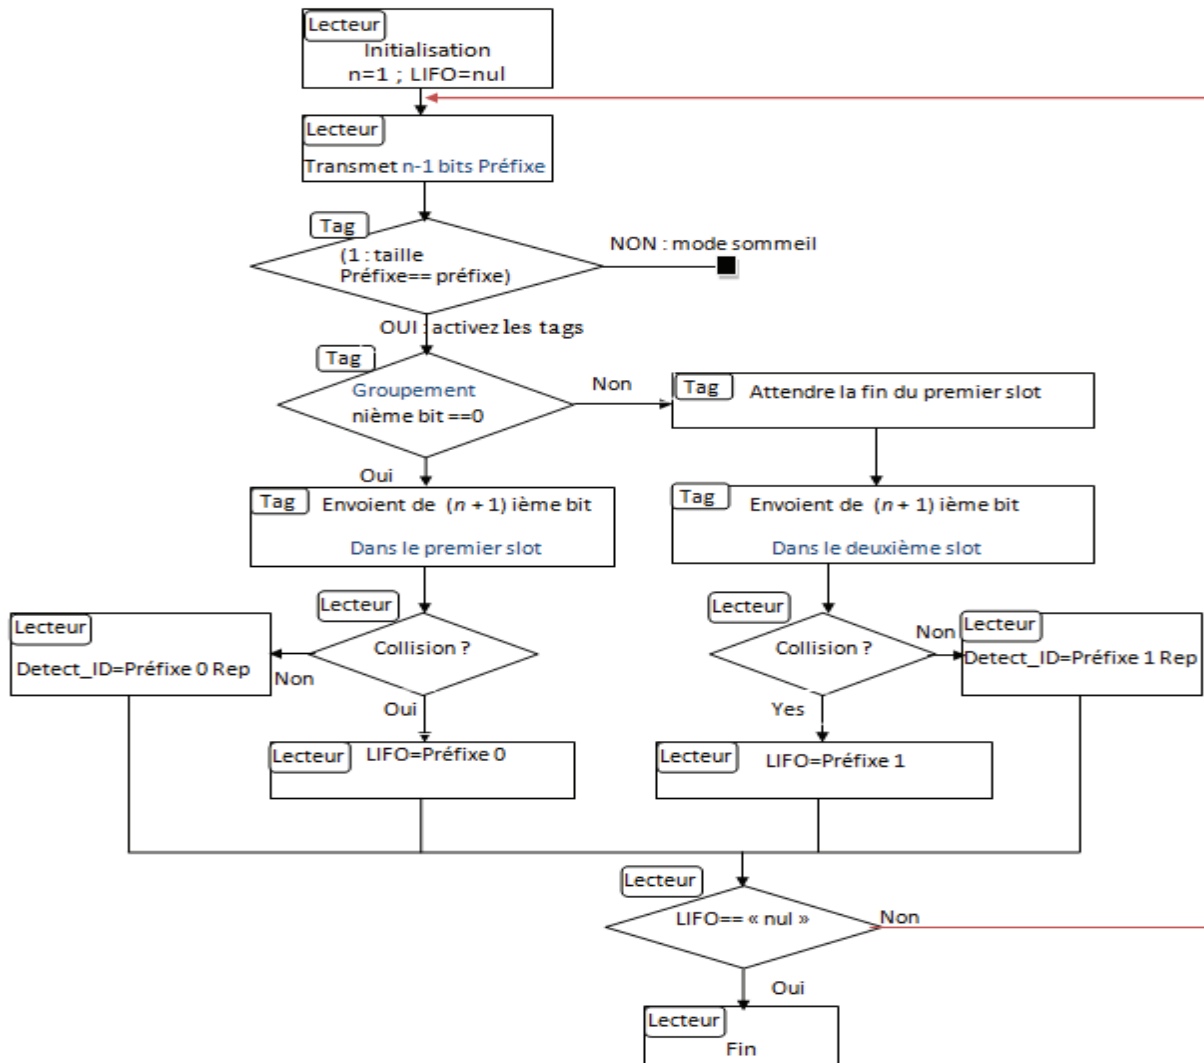 Lecteur
Initialisation
n=1 ; LIFO=nul
Lecteur
Transmet n-1 bits Préfixe
Tag
(1 : taille
Préfixe== préfixe)
NON : mode sommeil
OUI : activez les tags
Tag
Groupement
nième bit ==0
Non
Tag
Attendre la fin du premier slot
Oui
Tag
Envoient de (n + 1) ième bit
Dans le premier slot
Tag
Envoient de (n + 1) ième bit
Dans le deuxième slot
Lecteur
Collision ?
Non
Lecteur
Detect_ID=Préfixe 0 Rep
Oui
Lecteur
LIFO=Préfixe 0
Lecteur
Collision ?
Non
Lecteur
Detect_ID=Préfixe 1 Rep
Yes
Lecteur
LIFO=Préfixe 1
Lecteur
LIFO== « nul »
Non
Oui
Lecteur
Fin